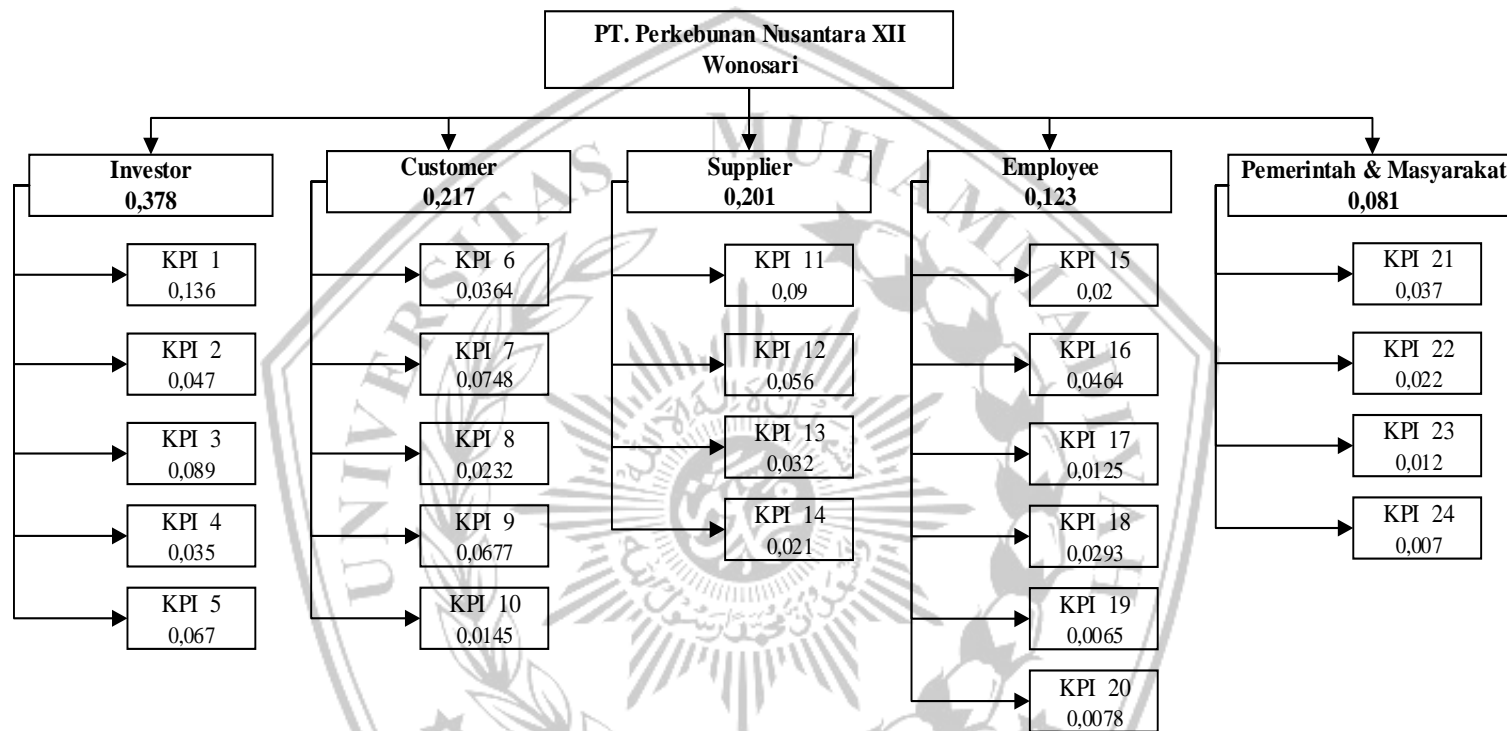 PT. Perkebunan Nusantara XII
Wonosari
UNIVERSITAS MUHAMMADIYAH
Investor
0,378
KPI 1
0,136
KPI 2
0,047
KPI 3
0,089
KPI 4
0,035
KPI 5
0,067
Customer
0,217
KPI 6
0,0364
KPI 7
0,0748
KPI 8
0,0232
KPI 9
0,0677
KPI 10
0,0145
Supplier
0,201
KPI 11
0,09
KPI 12
0,056
KPI 13
0,032
KPI 14
0,021
Employee
0,123
KPI 15
0,02
KPI 16
0,0464
KPI 17
0,0125
KPI 18
0,0293
KPI 19
0,0065
KPI 20
0,0078
Pemerintah & Masyarakat
0,081
KPI 21
0,037
KPI 22
0,022
KPI 23
0,012
KPI 24
0,007